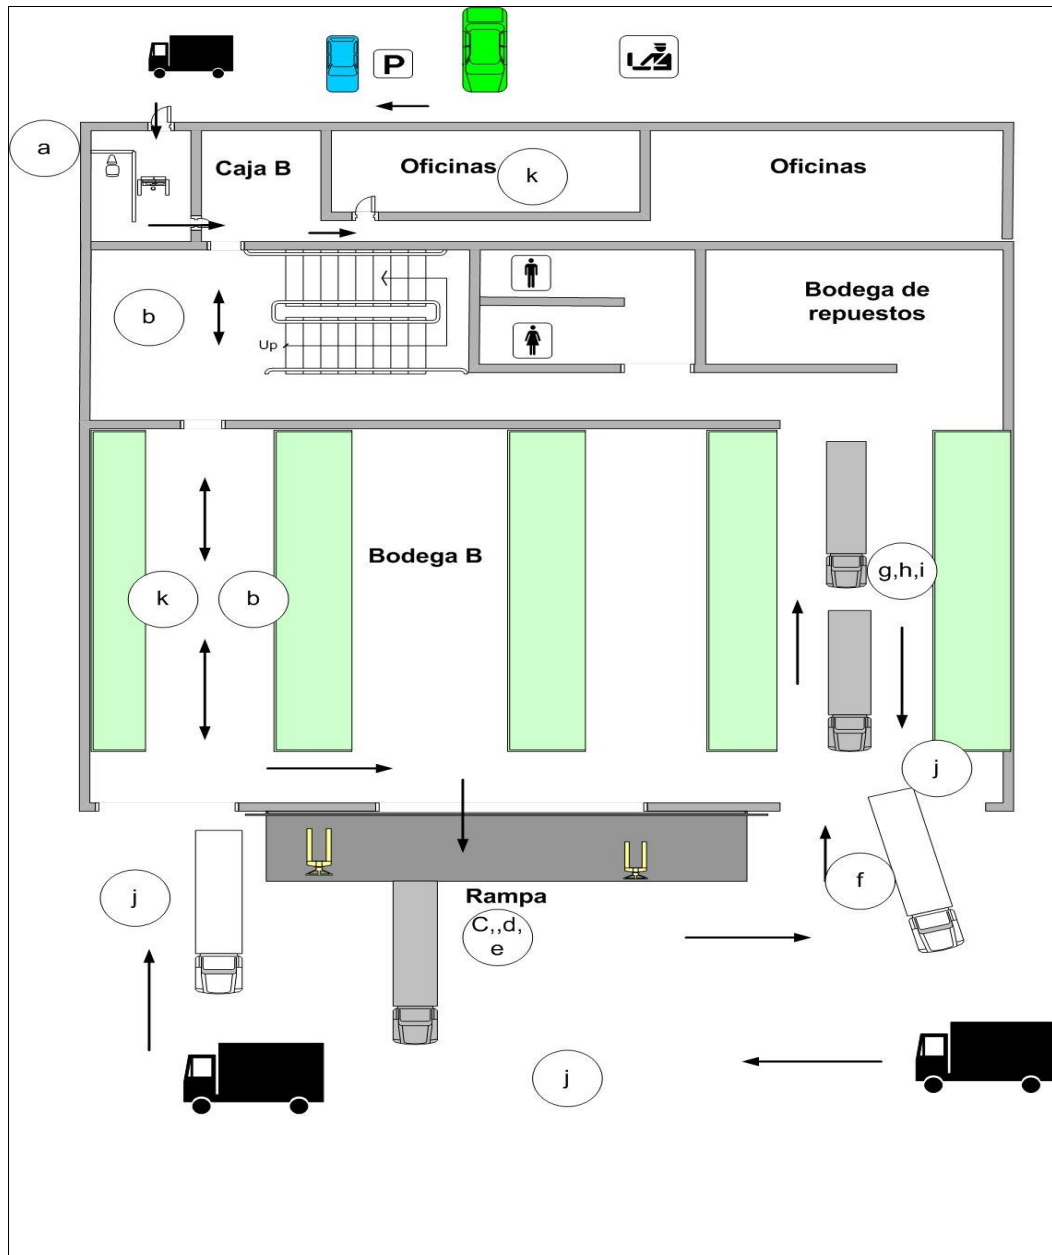 P
a
Caja B
Oficinas
k
Oficinas
b
Up
Bodega de
repuestos
Bodega B
k
b
g,h,i
j
j
f
Rampa
C,,d,
e
j